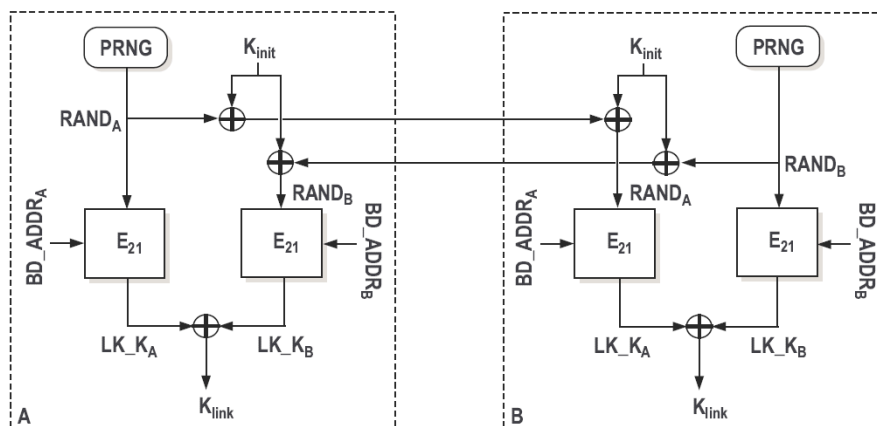 PRNG
K_init
RAND_A
RAND_B
BD_ADDR_A
E_21
E_21
BD_ADDR_B
LK_K_A
LK_K_B
K_link
A
K_init
PRNG
RAND_B
RAND_A
BD_ADDR_A
E_21
E_21
BD_ADDR_B
LK_K_A
LK_K_B
K_link
B